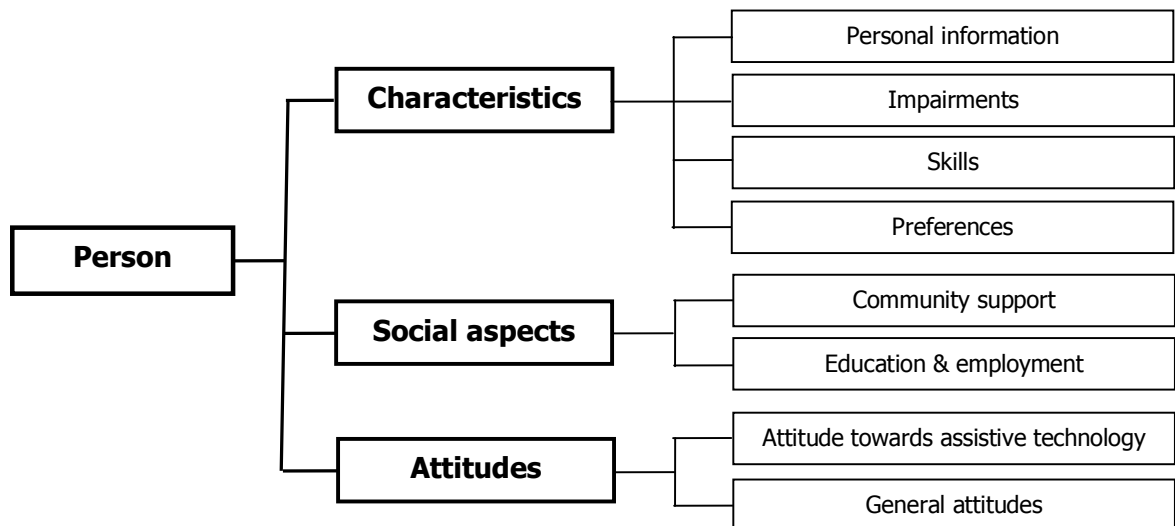 Person
Characteristics
Personal information
Impairments
Skills
Preferences
Social aspects
Community support
Education & employment
Attitudes
Attitude towards assistive technology
General attitudes